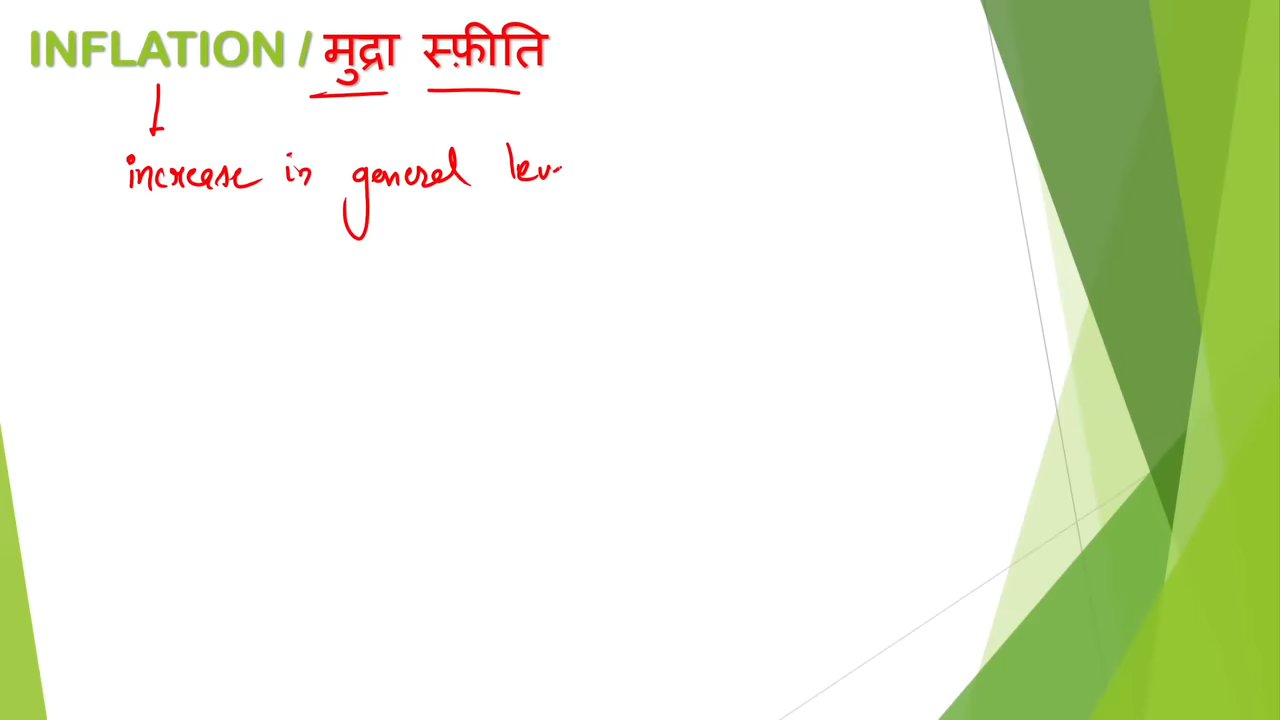 INFLATION / मुद्रा स्फ़ीति
increase in general lev